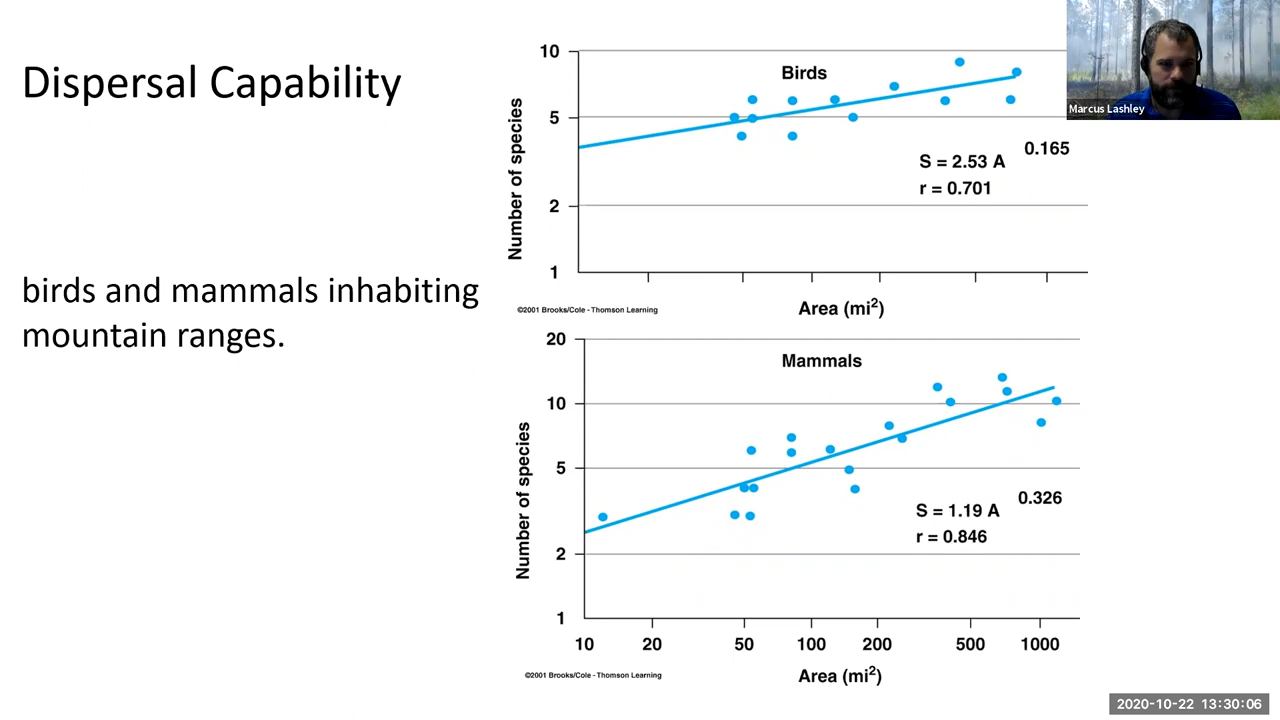 Dispersal Capability
birds and mammals inhabiting
mountain ranges.
10
5
2
1
Number of species
Birds
S = 2.53 A 0.165
r = 0.701
Area (mi2)
©2001 Brooks/Cole - Thomson Learning
20
10
5
2
1
Number of species
Mammals
S = 1.19 A 0.326
r = 0.846
10 20 50 100 200 500 1000
Area (mi2)
©2001 Brooks/Cole - Thomson Learning
Marcus Lashley
2020-10-22 13:30:06